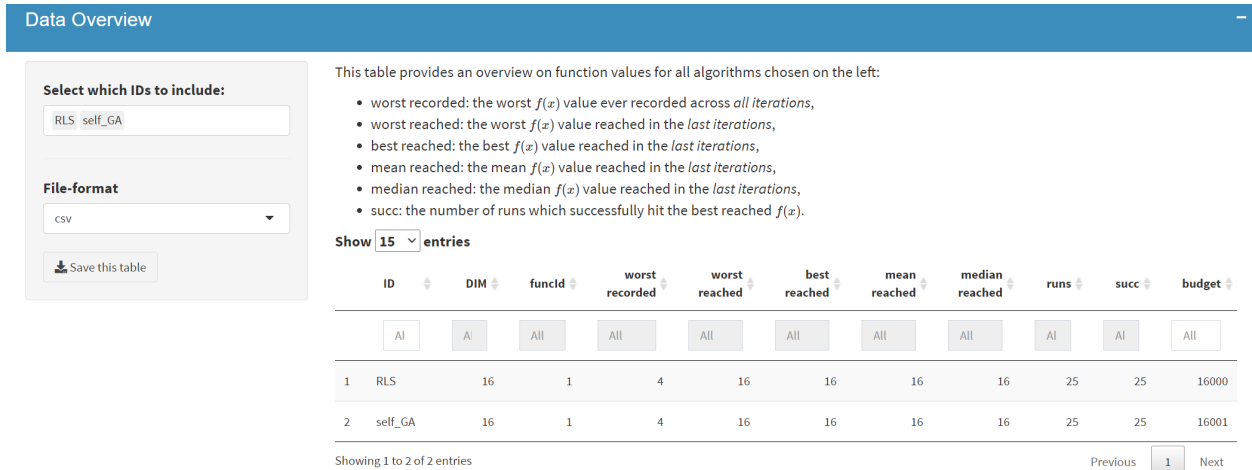 Data Overview
Select which IDs to include:
RLS self_GA
File-format
csv
Save this table
This table provides an overview on function values for all algorithms chosen on the left:
• worst recorded: the worst f(x) value ever recorded across all iterations,
• worst reached: the worst f(x) value reached in the last iterations,
• best reached: the best f(x) value reached in the last iterations,
• mean reached: the mean f(x) value reached in the last iterations,
• median reached: the median f(x) value reached in the last iterations,
• succ: the number of runs which successfully hit the best reached f(x).
Show 15 entries
ID DIM funcId worst recorded worst reached best reached mean reached median reached runs succ budget
Al Al All All All All All All Al Al All
1 RLS 16 1 4 16 16 16 16 25 25 16000
2 self_GA 16 1 4 16 16 16 16 25 25 16001
Showing 1 to 2 of 2 entries
Previous 1 Next